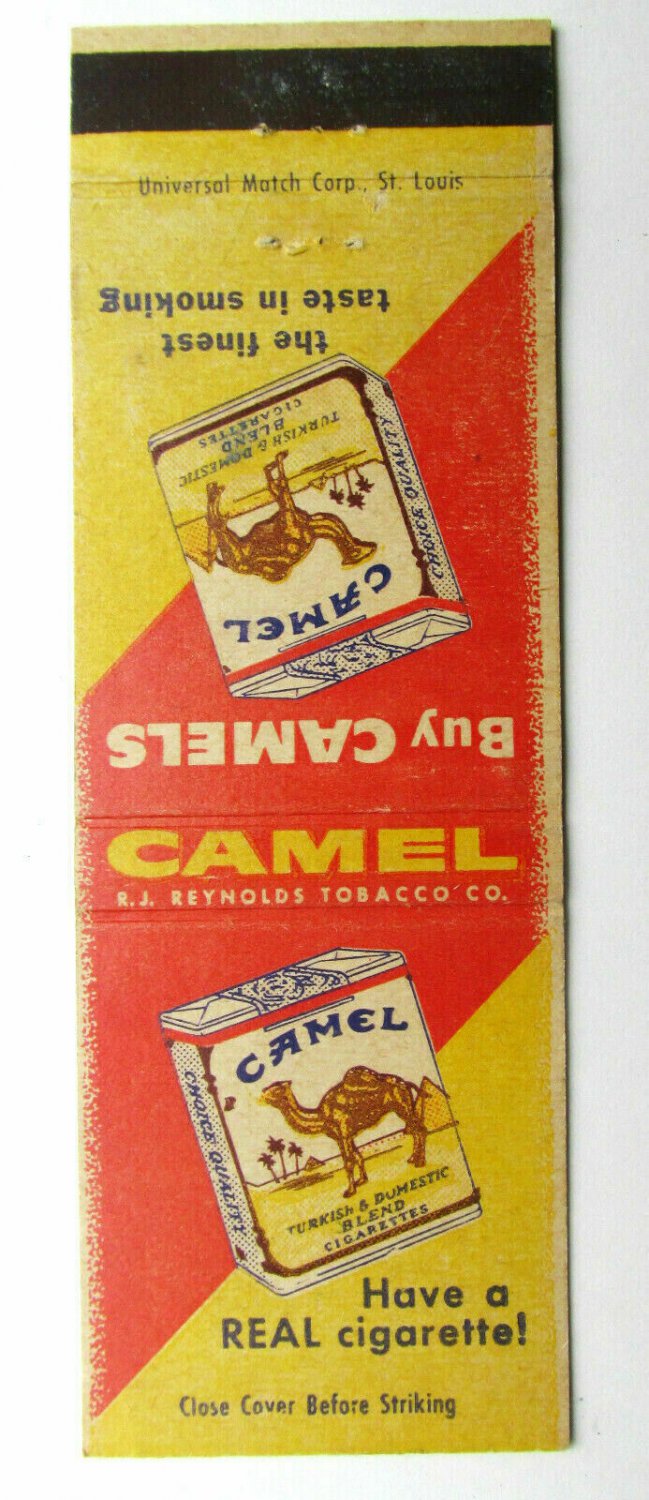 Universal Match Corp., St. Louis
the finest
taste in smoking
TURKISH & DOMESTIC
BLEND
CIGARETTES
CHOICE QUALITY
CAMEL
Buy CAMELS
CAMEL
R.J. REYNOLDS TOBACCO CO.
CAMEL
CHOICE QUALITY
TURKISH & DOMESTIC
BLEND
CIGARETTES
Have a
REAL cigarette!
Close Cover Before Striking